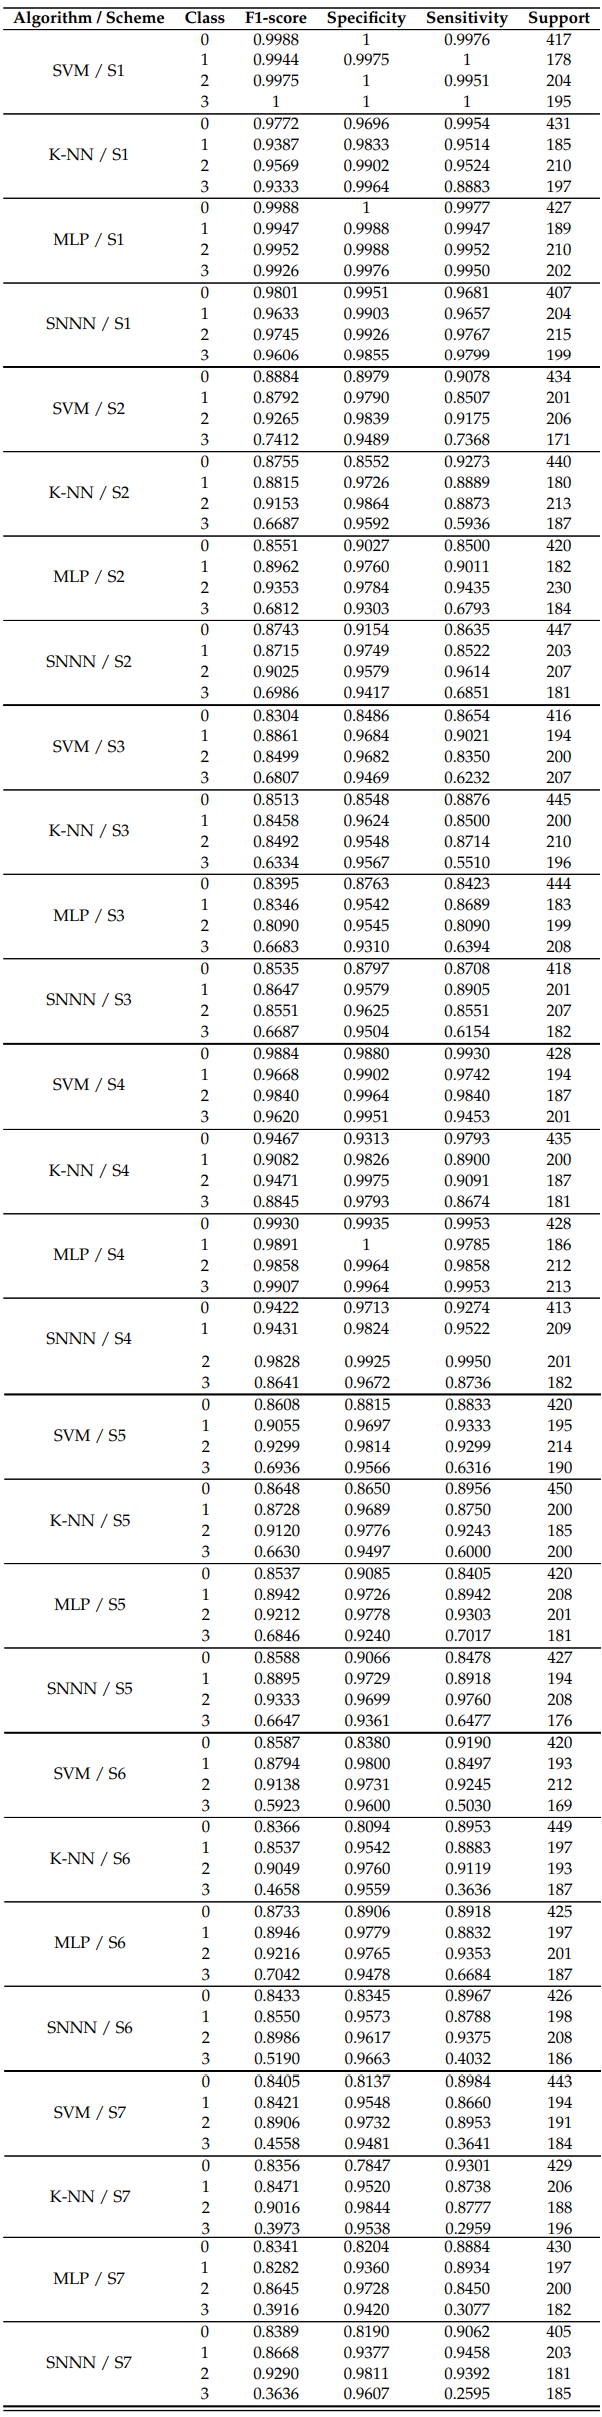 Algorithm / Scheme Class F1-score Specificity Sensitivity Support
0 0.9988 1 0.9976 417
1 0.9944 0.9975 1 178
SVM / S1
2 0.9975 1 0.9951 204
3 1 1 1 195
0 0.9772 0.9696 0.9954 431
1 0.9387 0.9833 0.9514 185
K-NN / S1
2 0.9569 0.9902 0.9524 210
3 0.9333 0.9964 0.8883 197
0 0.9988 1 0.9977 427
1 0.9947 0.9988 0.9947 189
MLP / S1
2 0.9952 0.9988 0.9952 210
3 0.9926 0.9976 0.9950 202
0 0.9801 0.9951 0.9681 407
1 0.9633 0.9903 0.9657 204
SNNN / S1
2 0.9745 0.9926 0.9767 215
3 0.9606 0.9855 0.9799 199
0 0.8884 0.8979 0.9078 434
1 0.8792 0.9790 0.8507 201
SVM / S2
2 0.9265 0.9839 0.9175 206
3 0.7412 0.9489 0.7368 171
0 0.8755 0.8552 0.9273 440
1 0.8815 0.9726 0.8889 180
K-NN / S2
2 0.9153 0.9864 0.8873 213
3 0.6687 0.9592 0.5936 187
0 0.8551 0.9027 0.8500 420
1 0.8962 0.9760 0.9011 182
MLP / S2
2 0.9353 0.9784 0.9435 230
3 0.6812 0.9303 0.6793 184
0 0.8743 0.9154 0.8635 447
1 0.8715 0.9749 0.8522 203
SNNN / S2
2 0.9025 0.9579 0.9614 207
3 0.6986 0.9417 0.6851 181
0 0.8304 0.8486 0.8654 416
1 0.8861 0.9684 0.9021 194
SVM / S3
2 0.8499 0.9682 0.8350 200
3 0.6807 0.9469 0.6232 207
0 0.8513 0.8548 0.8876 445
1 0.8458 0.9624 0.8500 200
K-NN / S3
2 0.8492 0.9548 0.8714 210
3 0.6334 0.9567 0.5510 196
0 0.8395 0.8763 0.8423 444
1 0.8346 0.9542 0.8689 183
MLP / S3
2 0.8090 0.9545 0.8090 199
3 0.6683 0.9310 0.6394 208
0 0.8535 0.8797 0.8708 418
1 0.8647 0.9579 0.8905 201
SNNN / S3
2 0.8551 0.9625 0.8551 207
3 0.6687 0.9504 0.6154 182
0 0.9884 0.9880 0.9930 428
1 0.9668 0.9902 0.9742 194
SVM / S4
2 0.9840 0.9964 0.9840 187
3 0.9620 0.9951 0.9453 201
0 0.9467 0.9313 0.9793 435
1 0.9082 0.9826 0.8900 200
K-NN / S4
2 0.9471 0.9975 0.9091 187
3 0.8845 0.9793 0.8674 181
0 0.9930 0.9935 0.9953 428
1 0.9891 1 0.9785 186
MLP / S4
2 0.9858 0.9964 0.9858 212
3 0.9907 0.9964 0.9953 213
0 0.9422 0.9713 0.9274 413
1 0.9431 0.9824 0.9522 209
SNNN / S4
2 0.9828 0.9925 0.9950 201
3 0.8641 0.9672 0.8736 182
0 0.8608 0.8815 0.8833 420
1 0.9055 0.9697 0.9333 195
SVM / S5
2 0.9299 0.9814 0.9299 214
3 0.6936 0.9566 0.6316 190
0 0.8648 0.8650 0.8956 450
1 0.8728 0.9689 0.8750 200
K-NN / S5
2 0.9120 0.9776 0.9243 185
3 0.6630 0.9497 0.6000 200
0 0.8537 0.9085 0.8405 420
1 0.8942 0.9726 0.8942 208
MLP / S5
2 0.9212 0.9778 0.9303 201
3 0.6846 0.9240 0.7017 181
0 0.8588 0.9066 0.8478 427
1 0.8895 0.9729 0.8918 194
SNNN / S5
2 0.9333 0.9699 0.9760 208
3 0.6647 0.9361 0.6477 176
0 0.8587 0.8380 0.9190 420
1 0.8794 0.9800 0.8497 193
SVM / S6
2 0.9138 0.9731 0.9245 212
3 0.5923 0.9600 0.5030 169
0 0.8366 0.8094 0.8953 449
1 0.8537 0.9542 0.8883 197
K-NN / S6
2 0.9049 0.9760 0.9119 193
3 0.4658 0.9559 0.3636 187
0 0.8733 0.8906 0.8918 425
1 0.8946 0.9779 0.8832 197
MLP / S6
2 0.9216 0.9765 0.9353 201
3 0.7042 0.9478 0.6684 187
0 0.8433 0.8345 0.8967 426
1 0.8550 0.9573 0.8788 198
SNNN / S6
2 0.8986 0.9617 0.9375 208
3 0.5190 0.9663 0.4032 186
0 0.8405 0.8137 0.8984 443
1 0.8421 0.9548 0.8660 194
SVM / S7
2 0.8906 0.9732 0.8953 191
3 0.4558 0.9481 0.3641 184
0 0.8356 0.7847 0.9301 429
1 0.8471 0.9520 0.8738 206
K-NN / S7
2 0.9016 0.9844 0.8777 188
3 0.3973 0.9538 0.2959 196
0 0.8341 0.8204 0.8884 430
1 0.8282 0.9360 0.8934 197
MLP / S7
2 0.8645 0.9728 0.8450 200
3 0.3916 0.9420 0.3077 182
0 0.8389 0.8190 0.9062 405
1 0.8668 0.9377 0.9458 203
SNNN / S7
2 0.9290 0.9811 0.9392 181
3 0.3636 0.9607 0.2595 185